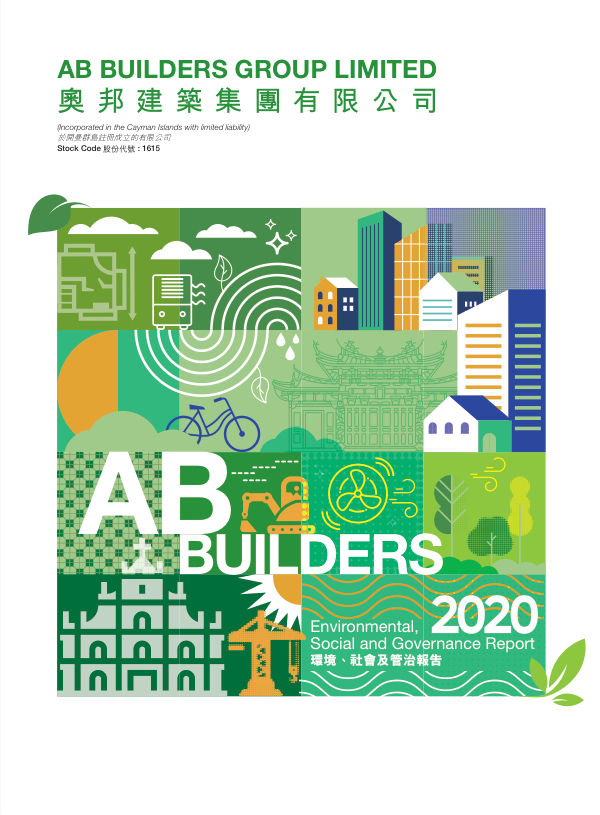 AB BUILDERS GROUP LIMITED
奧邦建築集團有限公司
(Incorporated in the Cayman Islands with limited liability)
於開曼群島註冊成立的有限公司
Stock Code 股份代號 : 1615
AB
BUILDERS
2020
Environmental,
Social and Governance Report
環境、社會及管治報告